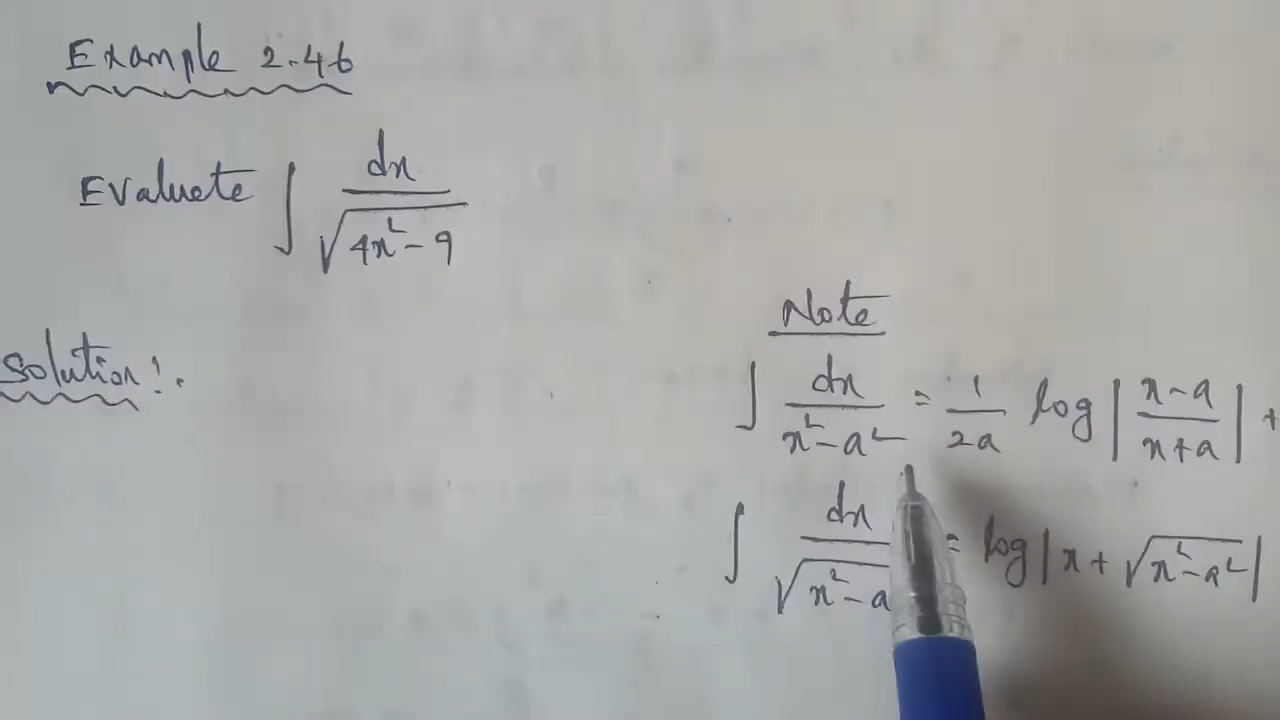 Example 2.46
Evaluate ∫ dx / √(4x² - 9)
Solution:.
Note
∫ dx / (x² - a²) = 1/2a log |(x-a)/(x+a)| +
∫ dx / √(x² - a = log |x + √(x² - a²)|